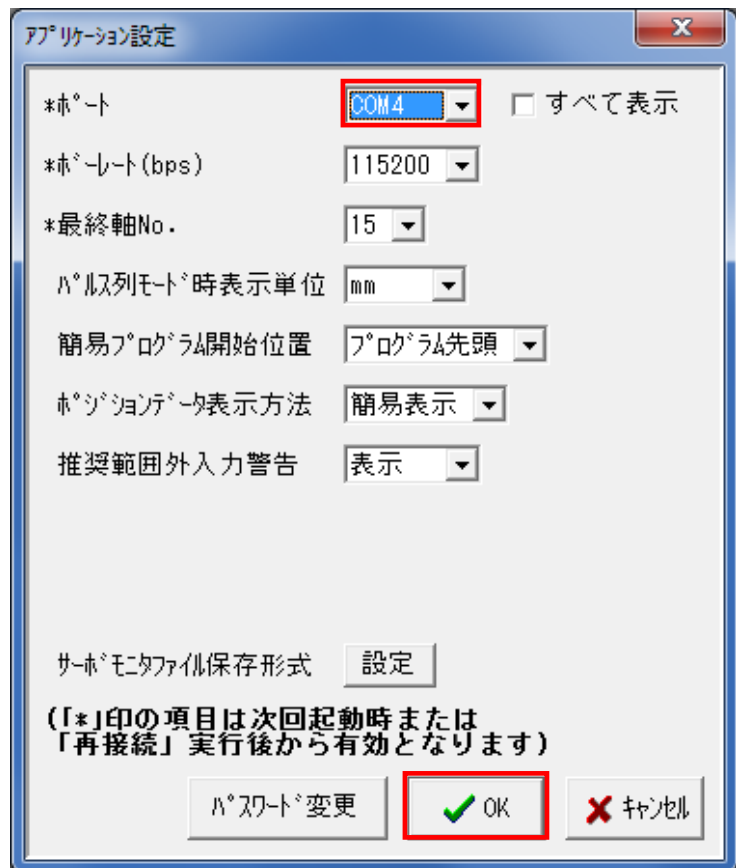 ｱﾌﾟﾘｹｰｼｮﾝ設定
*ﾎﾟｰﾄ COM4 すべて表示
*ﾎﾞｰﾚｰﾄ(bps) 115200
*最終軸No. 15
ﾊﾟﾙｽ列ﾓｰﾄﾞ時表示単位 mm
簡易ﾌﾟﾛｸﾞﾗﾑ開始位置 ﾌﾟﾛｸﾞﾗﾑ先頭
ﾎﾟｼﾞｼｮﾝﾃﾞｰﾀ表示方法 簡易表示
推奨範囲外入力警告 表示
ｻｰﾎﾞﾓﾆﾀﾌｧｲﾙ保存形式 設定
(｢*｣印の項目は次回起動時または
｢再接続｣実行後から有効となります)
ﾊﾟｽﾜｰﾄﾞ変更 OK ｷｬﾝｾﾙ